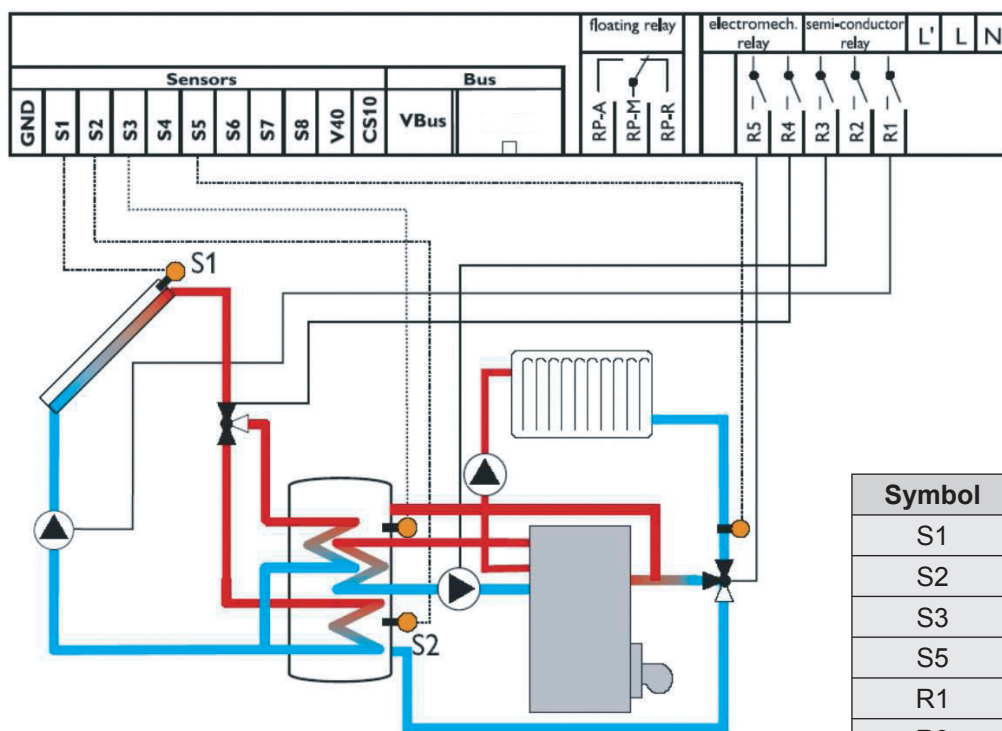 floating relay
electromech. relay
semi-conductor relay
L' L N
Sensors
Bus
GND S1 S2 S3 S4 S5 S6 S7 S8 V40 CS10
VBus
RP-A RP-M RP-R
R5 R4 R3 R2 R1
S1
S2
Symbol
S1
S2
S3
S5
R1